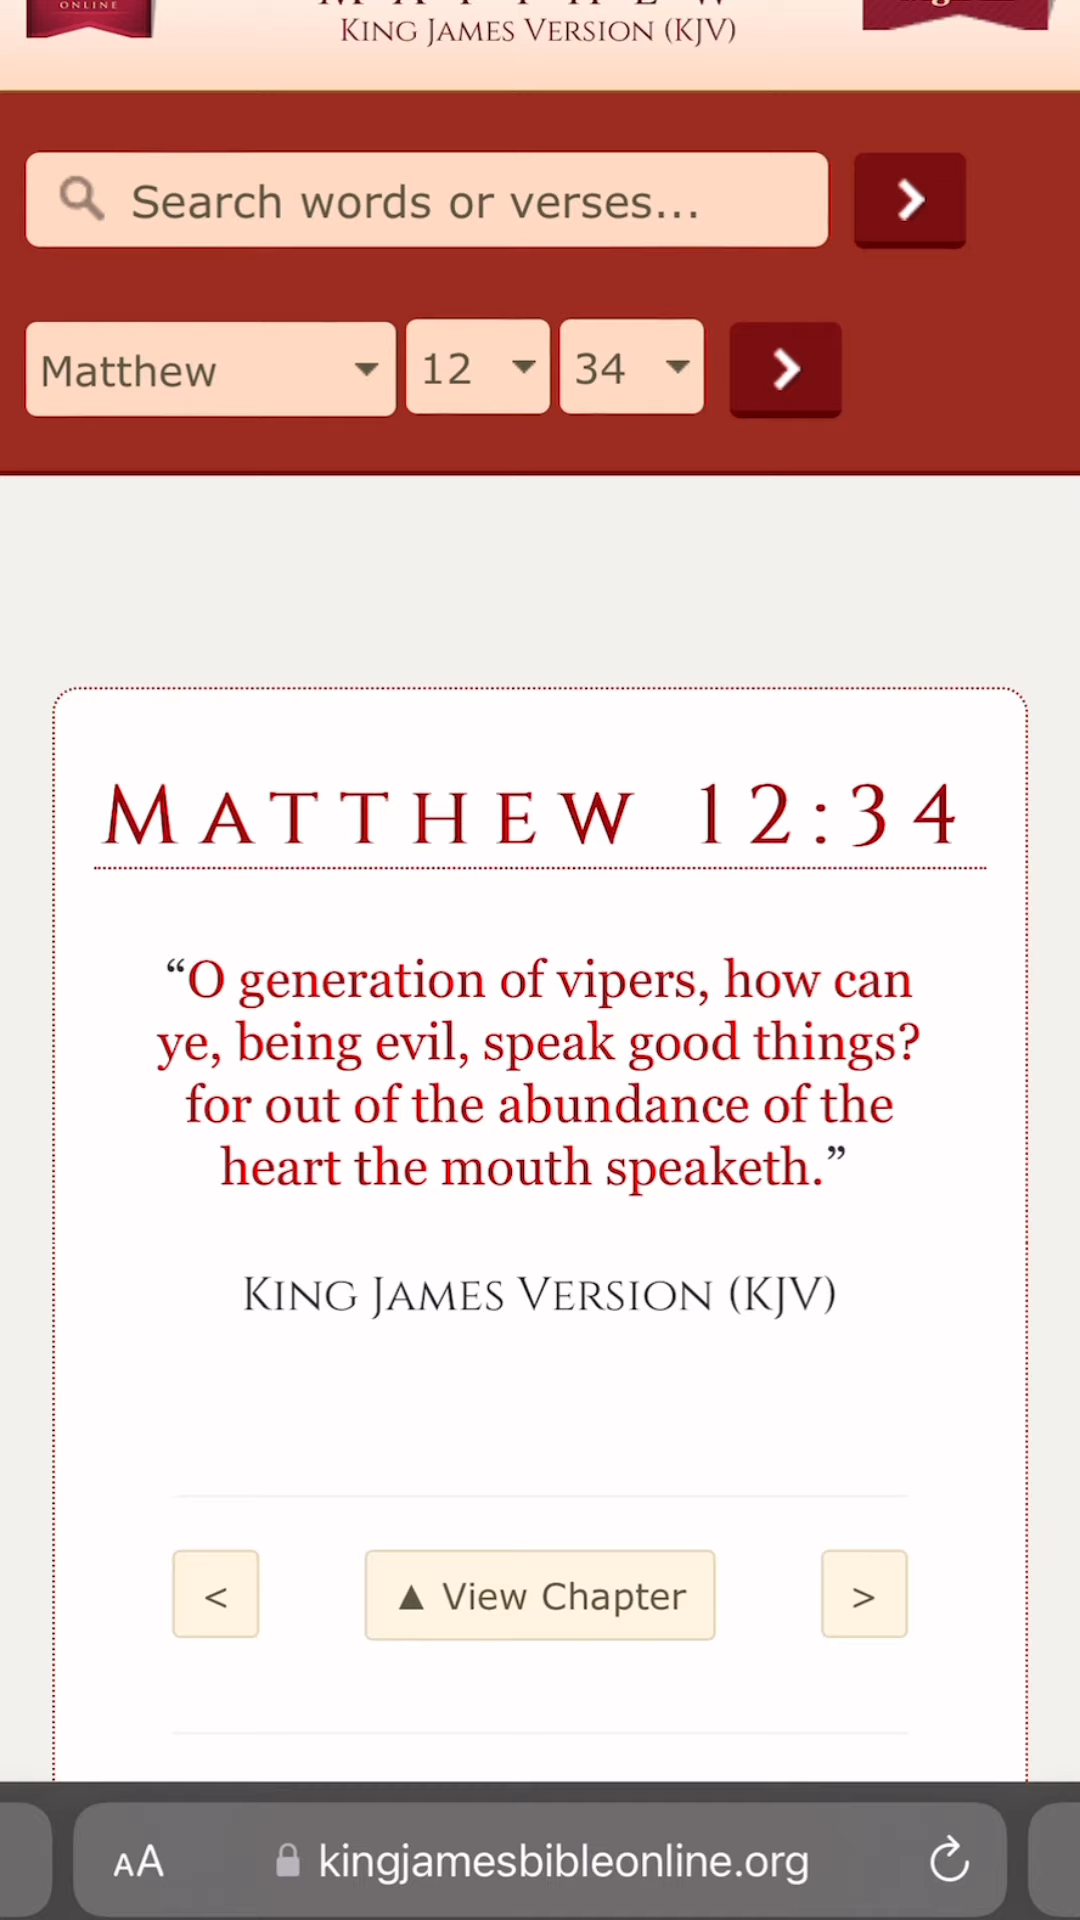 ONLINE
KING JAMES VERSION (KJV)
Search words or verses...
Matthew 12 34
MATTHEW 12:34
“O generation of vipers, how can
ye, being evil, speak good things?
for out of the abundance of the
heart the mouth speaketh.”
KING JAMES VERSION (KJV)
< ▲ View Chapter >
AA kingjamesbibleonline.org